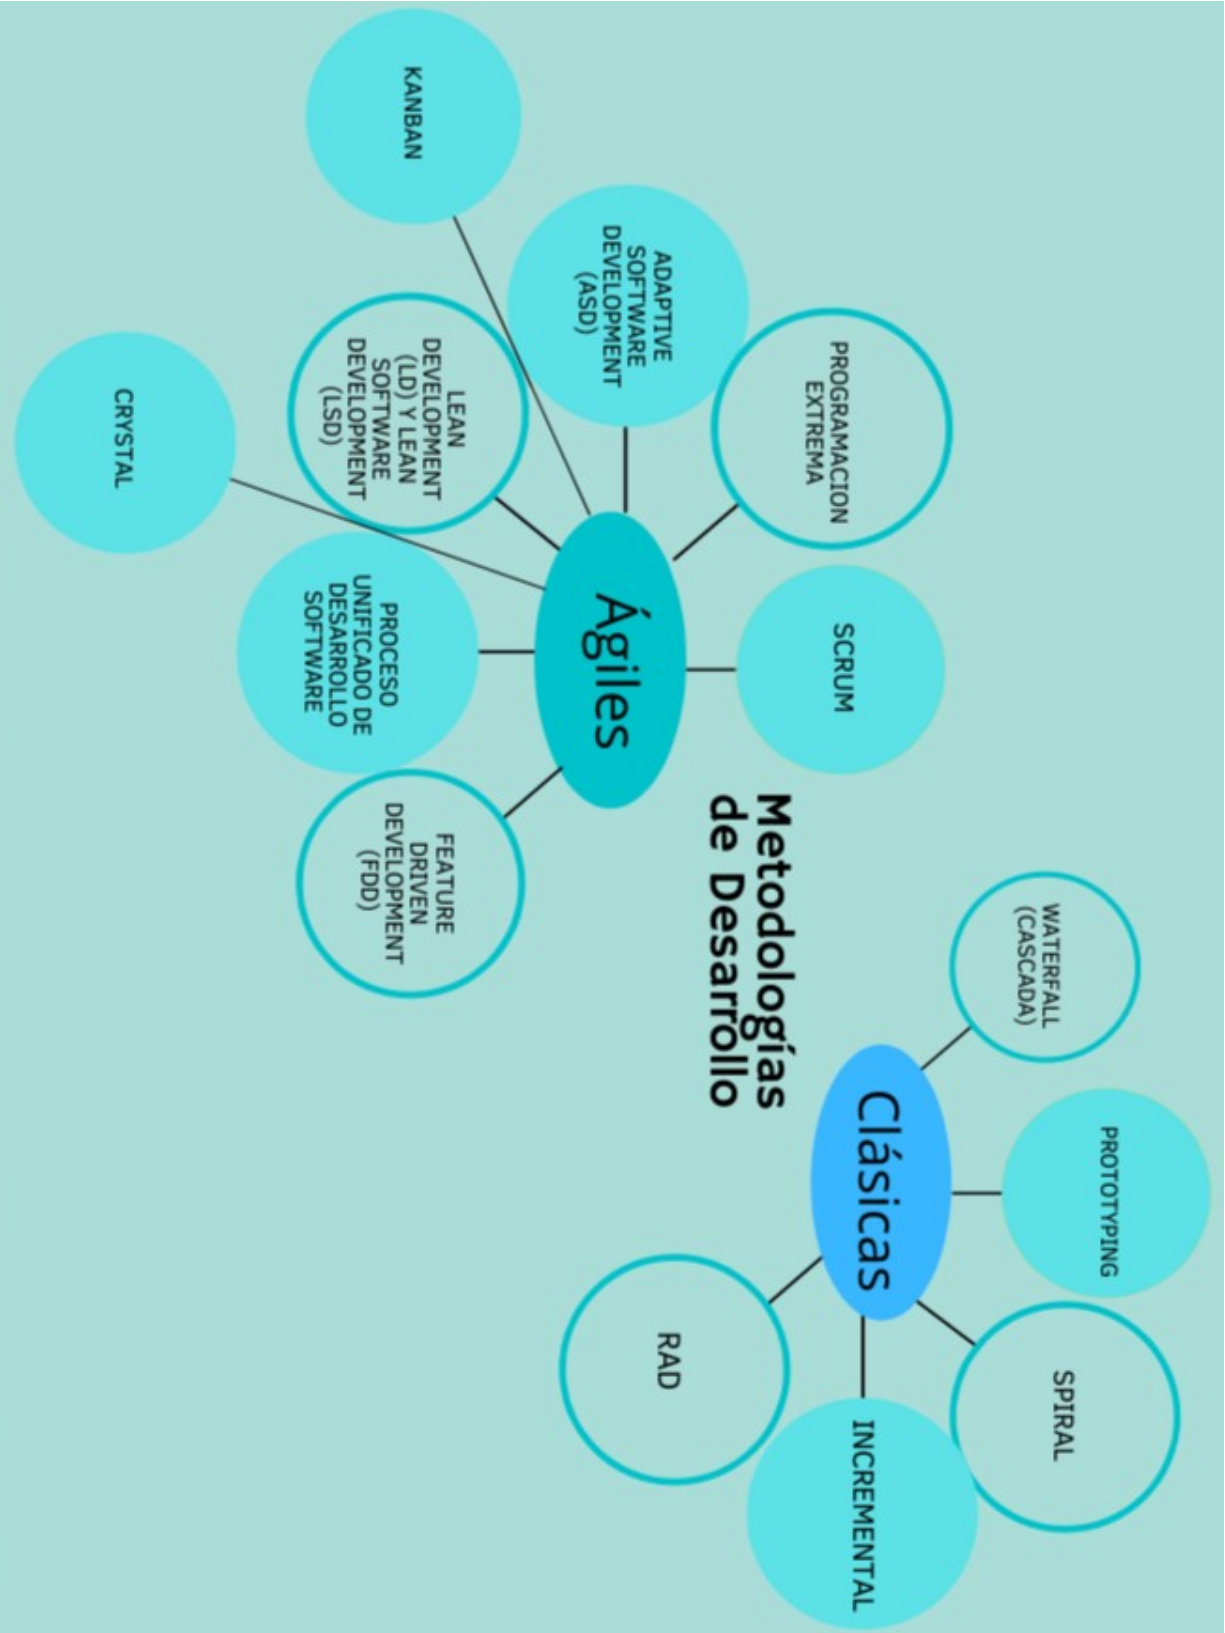 Metodologías
de Desarrollo
Ágiles
SCRUM
PROGRAMACION
EXTREMA
ADAPTIVE
SOFTWARE
DEVELOPMENT
(ASD)
KANBAN
LEAN
DEVELOPMENT
(LD) Y LEAN
SOFTWARE
DEVELOPMENT
(LSD)
CRYSTAL
PROCESO
UNIFICADO DE
DESARROLLO
SOFTWARE
FEATURE
DRIVEN
DEVELOPMENT
(FDD)
Clásicas
WATERFALL
(CASCADA)
PROTOTYPING
SPIRAL
INCREMENTAL
RAD